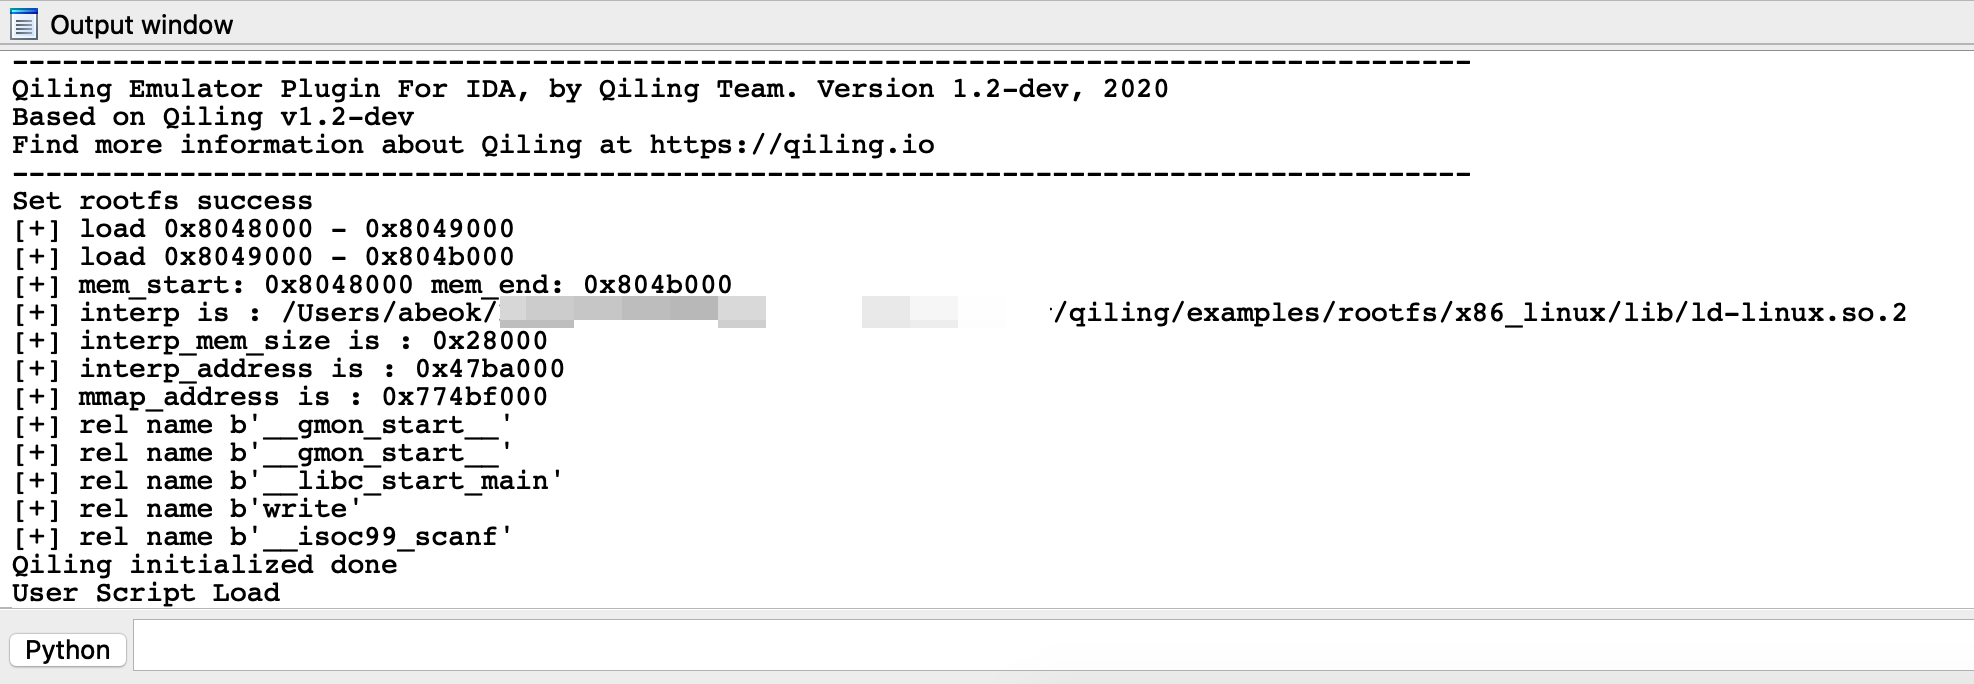 Output window
--------------------------------------------------------------------------------------
Qiling Emulator Plugin For IDA, by Qiling Team. Version 1.2-dev, 2020
Based on Qiling v1.2-dev
Find more information about Qiling at https://qiling.io
--------------------------------------------------------------------------------------
Set rootfs success
[+] load 0x8048000 - 0x8049000
[+] load 0x8049000 - 0x804b000
[+] mem_start: 0x8048000 mem_end: 0x804b000
[+] interp is : /Users/abeok/ /qiling/examples/rootfs/x86_linux/lib/ld-linux.so.2
[+] interp_mem_size is : 0x28000
[+] interp_address is : 0x47ba000
[+] mmap_address is : 0x774bf000
[+] rel name b'__gmon_start__'
[+] rel name b'__gmon_start__'
[+] rel name b'__libc_start_main'
[+] rel name b'write'
[+] rel name b'__isoc99_scanf'
Qiling initialized done
User Script Load
Python